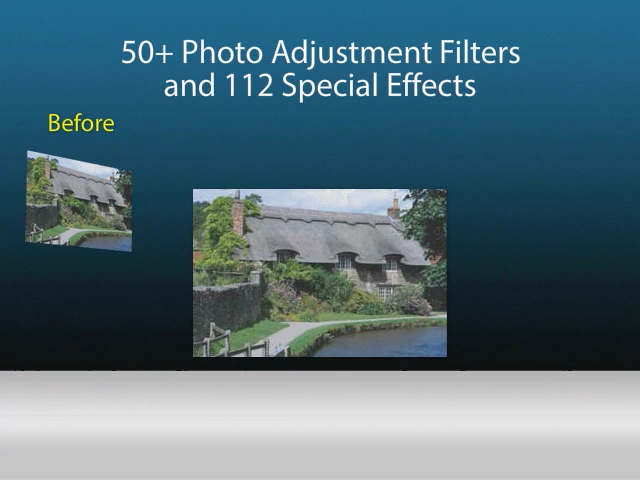 50+ Photo Adjustment Filters
and 112 Special Effects
Before